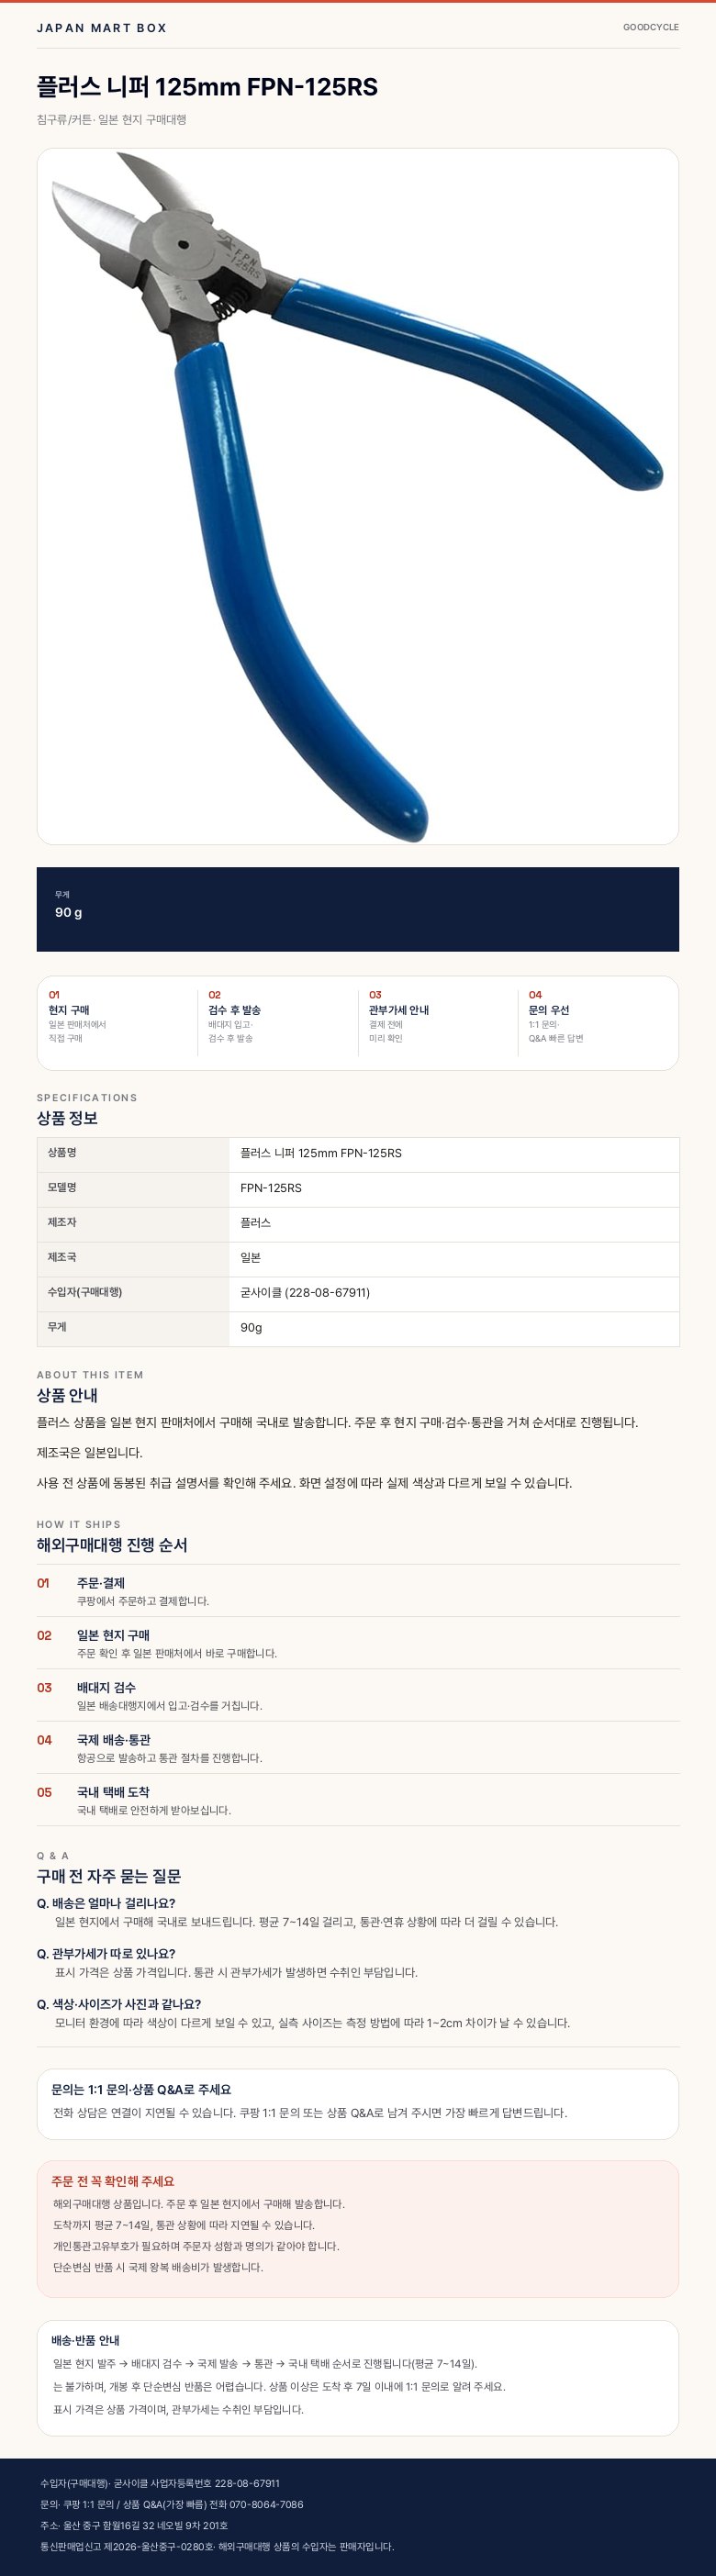 JAPAN MART BOX
GOODCYCLE
플러스 니퍼 125mm FPN-125RS
침구류/커튼· 일본 현지 구매대행
FPN
-125RS
무게
90 g
01
현지 구매
일본 판매처에서
직접 구매
02
검수 후 발송
배대지 입고·
검수 후 발송
03
관부가세 안내
결제 전에
미리 확인
04
문의 우선
1:1 문의·
Q&A 빠른 답변
SPECIFICATIONS
상품 정보
상품명 플러스 니퍼 125mm FPN-125RS
모델명 FPN-125RS
제조자 플러스
제조국 일본
수입자(구매대행) 굳사이클 (228-08-67911)
무게 90g
ABOUT THIS ITEM
상품 안내
플러스 상품을 일본 현지 판매처에서 구매해 국내로 발송합니다. 주문 후 현지 구매·검수·통관을 거쳐 순서대로 진행됩니다.
제조국은 일본입니다.
사용 전 상품에 동봉된 취급 설명서를 확인해 주세요. 화면 설정에 따라 실제 색상과 다르게 보일 수 있습니다.
HOW IT SHIPS
해외구매대행 진행 순서
01 주문·결제
쿠팡에서 주문하고 결제합니다.
02 일본 현지 구매
주문 확인 후 일본 판매처에서 바로 구매합니다.
03 배대지 검수
일본 배송대행지에서 입고·검수를 거칩니다.
04 국제 배송·통관
항공으로 발송하고 통관 절차를 진행합니다.
05 국내 택배 도착
국내 택배로 안전하게 받아보십니다.
Q & A
구매 전 자주 묻는 질문
Q. 배송은 얼마나 걸리나요?
일본 현지에서 구매해 국내로 보내드립니다. 평균 7~14일 걸리고, 통관·연휴 상황에 따라 더 걸릴 수 있습니다.
Q. 관부가세가 따로 있나요?
표시 가격은 상품 가격입니다. 통관 시 관부가세가 발생하면 수취인 부담입니다.
Q. 색상·사이즈가 사진과 같나요?
모니터 환경에 따라 색상이 다르게 보일 수 있고, 실측 사이즈는 측정 방법에 따라 1~2cm 차이가 날 수 있습니다.
문의는 1:1 문의·상품 Q&A로 주세요
전화 상담은 연결이 지연될 수 있습니다. 쿠팡 1:1 문의 또는 상품 Q&A로 남겨 주시면 가장 빠르게 답변드립니다.
주문 전 꼭 확인해 주세요
해외구매대행 상품입니다. 주문 후 일본 현지에서 구매해 발송합니다.
도착까지 평균 7~14일, 통관 상황에 따라 지연될 수 있습니다.
개인통관고유부호가 필요하며 주문자 성함과 명의가 같아야 합니다.
단순변심 반품 시 국제 왕복 배송비가 발생합니다.
배송·반품 안내
일본 현지 발주 → 배대지 검수 → 국제 발송 → 통관 → 국내 택배 순서로 진행됩니다(평균 7~14일).
는 불가하며, 개봉 후 단순변심 반품은 어렵습니다. 상품 이상은 도착 후 7일 이내에 1:1 문의로 알려 주세요.
표시 가격은 상품 가격이며, 관부가세는 수취인 부담입니다.
수입자(구매대행)· 굳사이클 사업자등록번호 228-08-67911
문의· 쿠팡 1:1 문의 / 상품 Q&A(가장 빠름) 전화 070-8064-7086
주소· 울산 중구 함월16길 32 네오빌 9차 201호
통신판매업신고 제2026-울산중구-0280호· 해외구매대행 상품의 수입자는 판매자입니다.